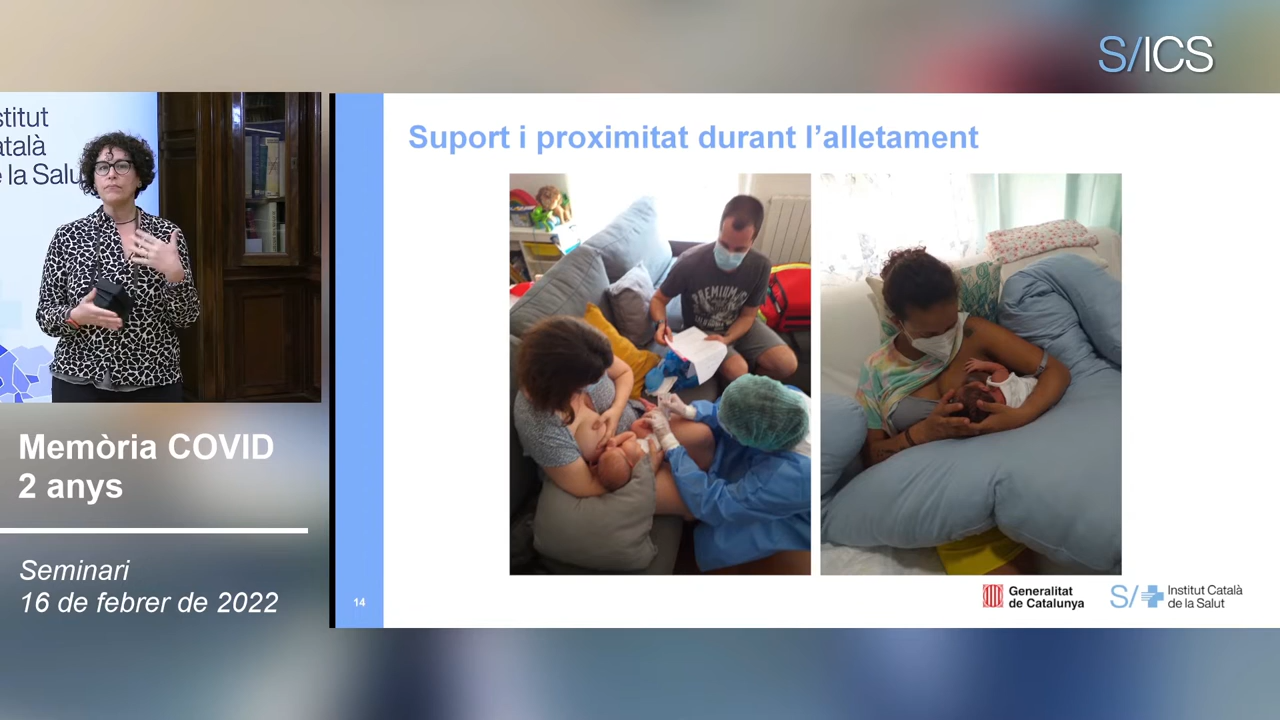 S/ICS
stitut
atalà
e la Salu
Suport i proximitat durant l'alletament
PREMIUM
Memòria COVID
2 anys
Seminari
16 de febrer de 2022
14
Generalitat
de Catalunya
S/
Institut Català
de la Salut